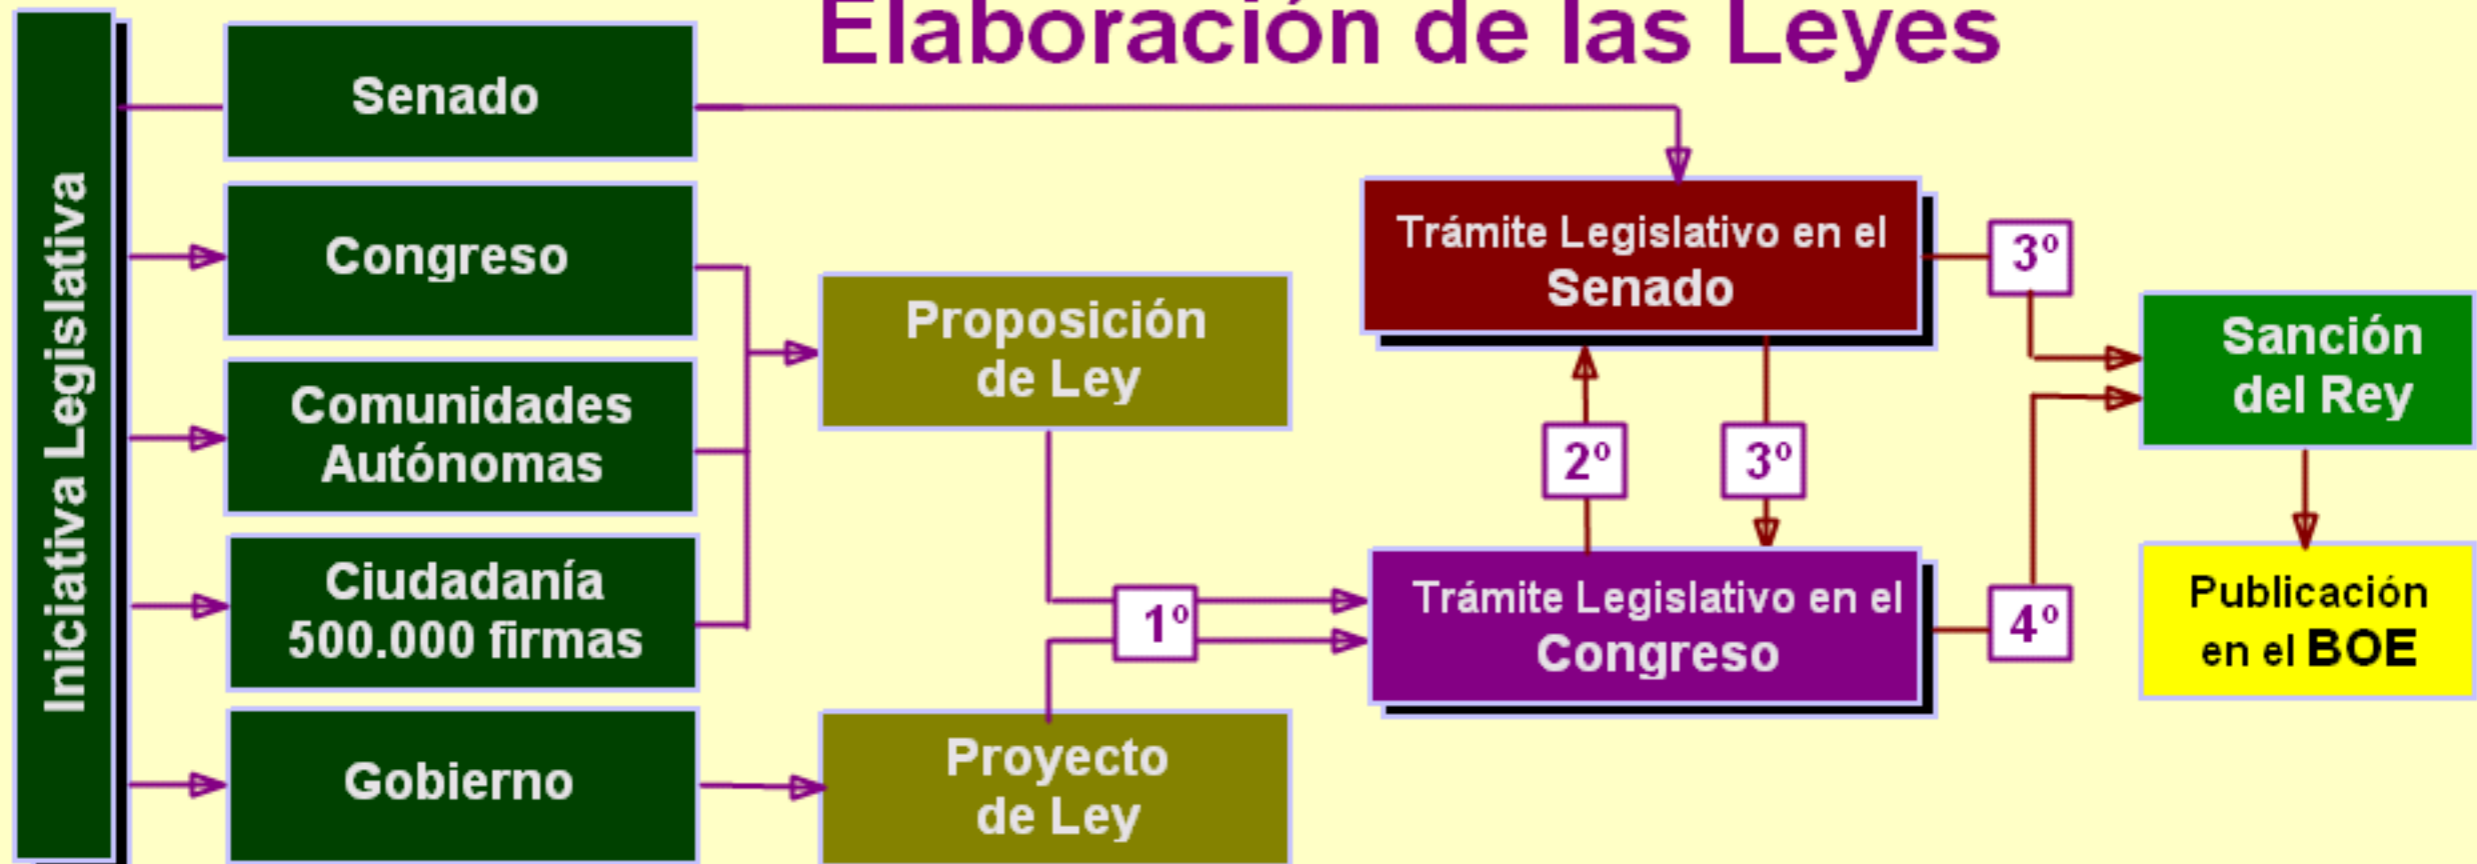 Elaboración de las Leyes
Iniciativa Legislativa
Senado
Congreso
Comunidades
Autónomas
Ciudadanía
500.000 firmas
Gobierno
Proposición
de Ley
Proyecto
de Ley
1º
Trámite Legislativo en el
Senado
2º
3º
Trámite Legislativo en el
Congreso
3º
4º
Sanción
del Rey
Publicación
en el BOE